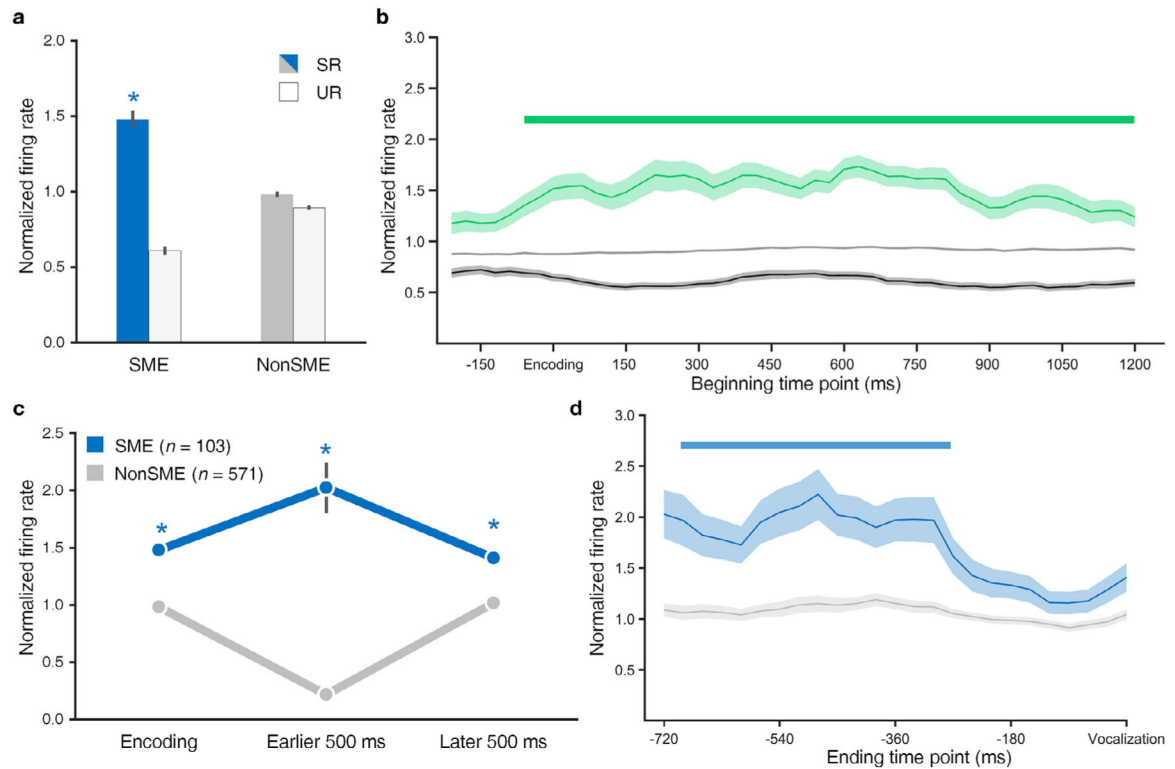 a
Normalized firing rate
2.0
1.5
1.0
0.5
0.0
*
SR
UR
SME
NonSME
b
Normalized firing rate
3.0
2.5
2.0
1.5
1.0
0.5
-150
Encoding
150
300
450
600
750
900
1050
1200
Beginning time point (ms)
c
Normalized firing rate
2.5
2.0
1.5
1.0
0.5
0.0
SME (n = 103)
NonSME (n = 571)
*
*
*
Encoding
Earlier 500 ms
Later 500 ms
d
Normalized firing rate
3.0
2.5
2.0
1.5
1.0
0.5
-720
-540
-360
-180
Vocalization
Ending time point (ms)